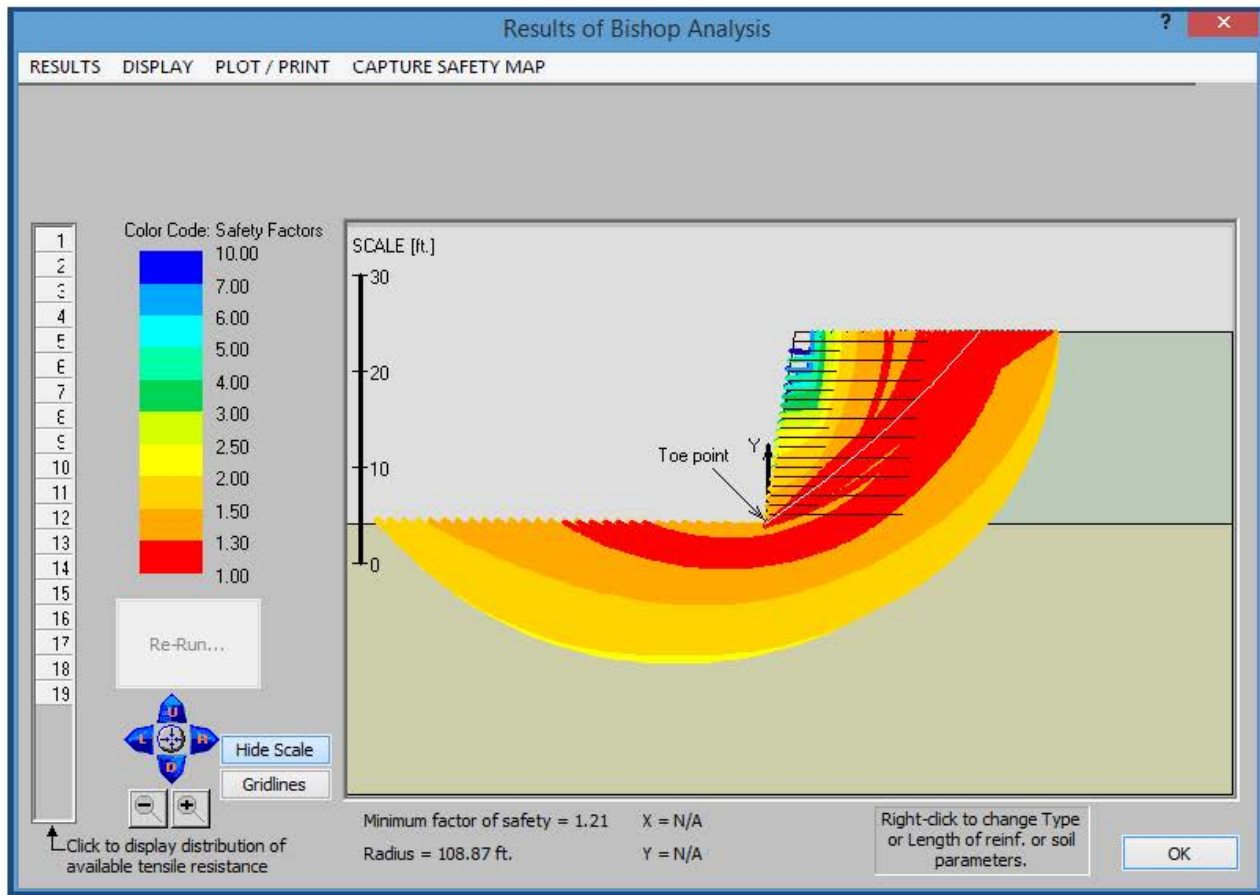 Results of Bishop Analysis
?
×
RESULTS DISPLAY PLOT / PRINT CAPTURE SAFETY MAP
1
2
3
4
5
6
7
8
9
10
11
12
13
14
15
16
17
18
19
Color Code: Safety Factors
10.00
7.00
6.00
5.00
4.00
3.00
2.50
2.00
1.50
1.30
1.00
Re-Run...
U
L R
D
Hide Scale
Gridlines
Click to display distribution of
available tensile resistance
SCALE [ft.]
30
20
10
0
Y
Toe point
Minimum factor of safety = 1.21 X = N/A
Radius = 108.87 ft. Y = N/A
Right-click to change Type
or Length of reinf. or soil
parameters.
OK